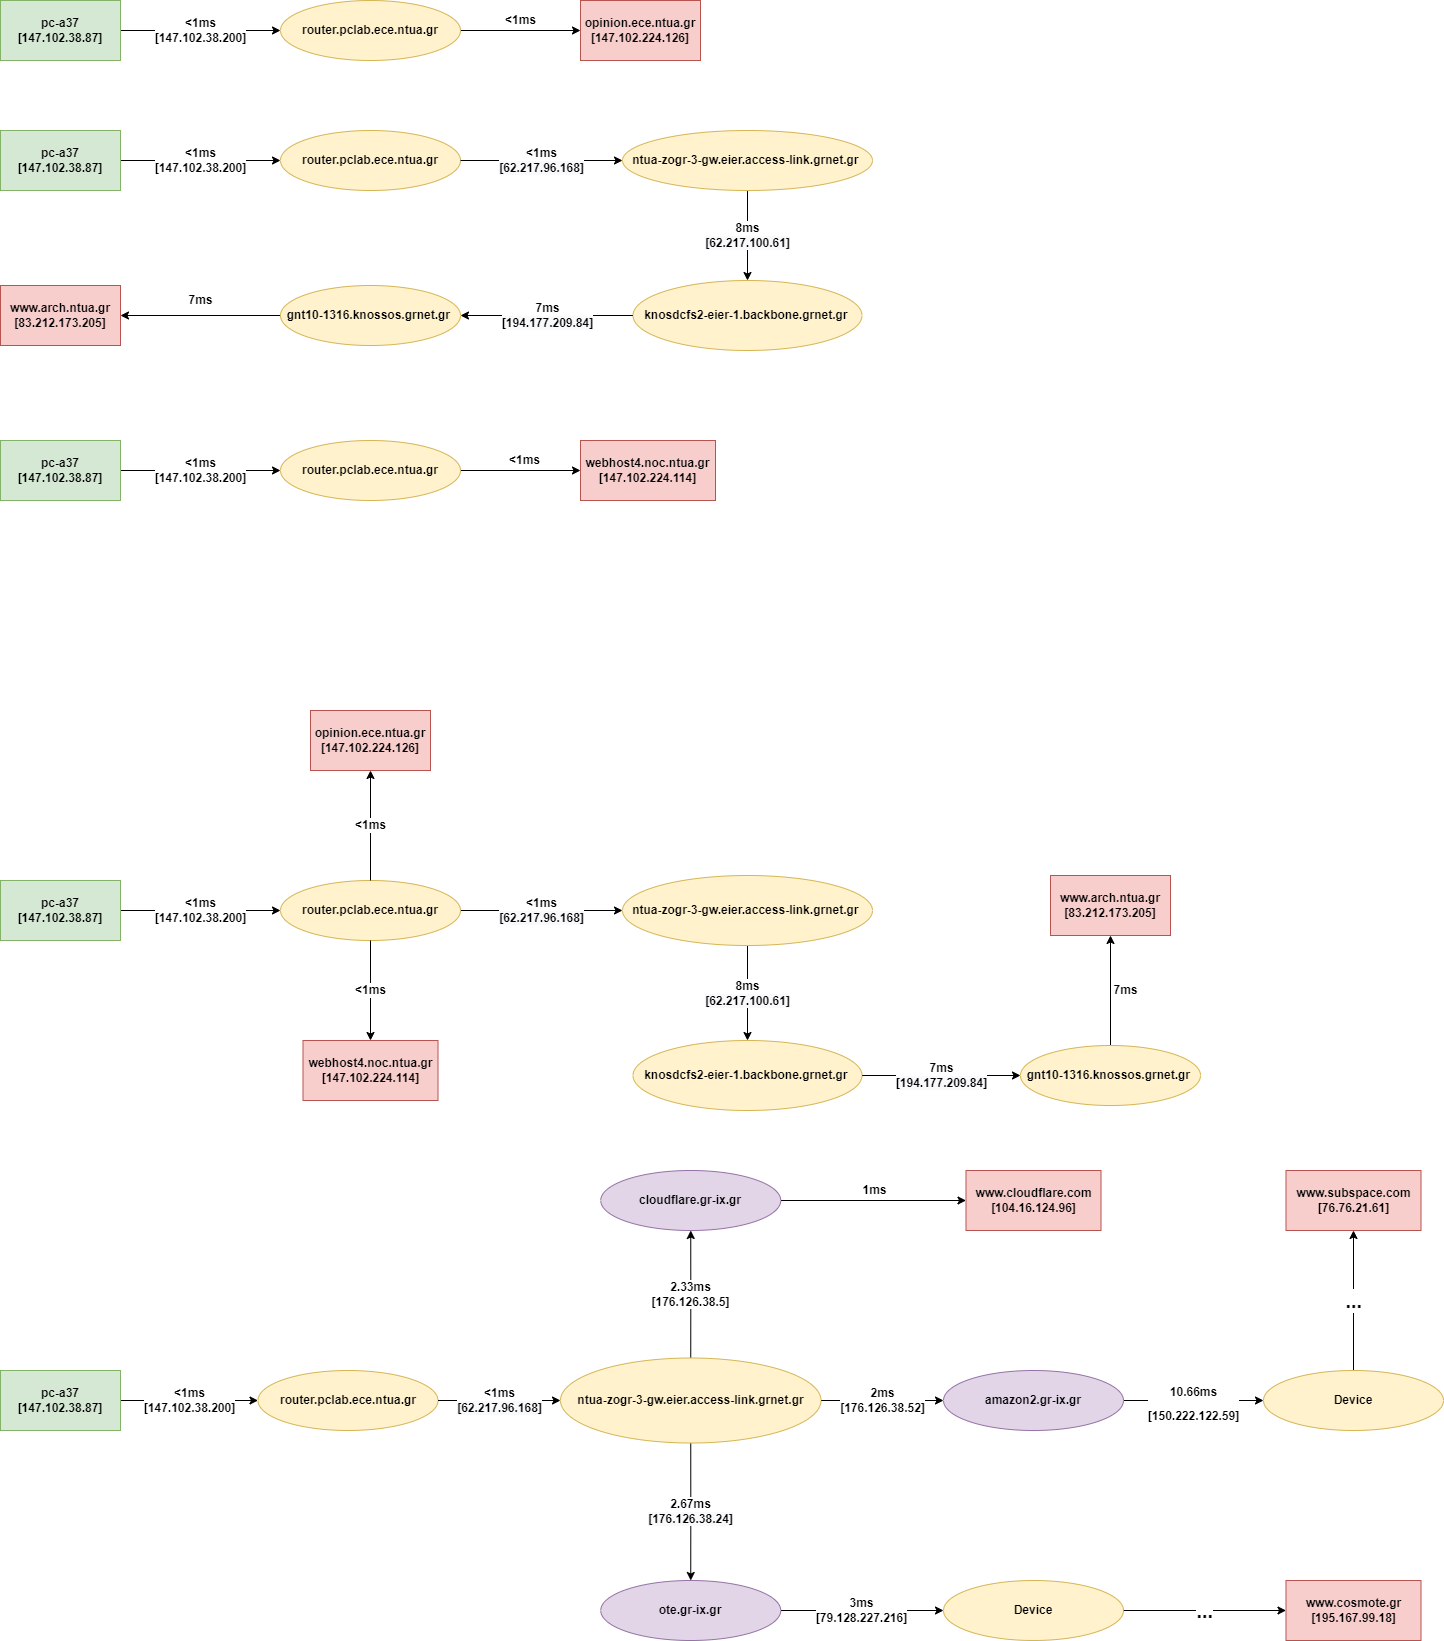 pc-a37
[147.102.38.87]
<1ms
[147.102.38.200]
router.pclab.ece.ntua.gr
<1ms
opinion.ece.ntua.gr
[147.102.224.126]
pc-a37
[147.102.38.87]
<1ms
[147.102.38.200]
router.pclab.ece.ntua.gr
<1ms
[62.217.96.168]
ntua-zogr-3-gw.eier.access-link.grnet.gr
8ms
[62.217.100.61]
www.arch.ntua.gr
[83.212.173.205]
7ms
gnt10-1316.knossos.grnet.gr
7ms
[194.177.209.84]
knosdcfs2-eier-1.backbone.grnet.gr
pc-a37
[147.102.38.87]
<1ms
[147.102.38.200]
router.pclab.ece.ntua.gr
<1ms
webhost4.noc.ntua.gr
[147.102.224.114]
opinion.ece.ntua.gr
[147.102.224.126]
<1ms
pc-a37
[147.102.38.87]
<1ms
[147.102.38.200]
router.pclab.ece.ntua.gr
<1ms
[62.217.96.168]
ntua-zogr-3-gw.eier.access-link.grnet.gr
www.arch.ntua.gr
[83.212.173.205]
<1ms
8ms
[62.217.100.61]
7ms
webhost4.noc.ntua.gr
[147.102.224.114]
knosdcfs2-eier-1.backbone.grnet.gr
7ms
[194.177.209.84]
gnt10-1316.knossos.grnet.gr
cloudflare.gr-ix.gr
1ms
www.cloudflare.com
[104.16.124.96]
www.subspace.com
[76.76.21.61]
2.33ms
[176.126.38.5]
...
pc-a37
[147.102.38.87]
<1ms
[147.102.38.200]
router.pclab.ece.ntua.gr
<1ms
[62.217.96.168]
ntua-zogr-3-gw.eier.access-link.grnet.gr
2ms
[176.126.38.52]
amazon2.gr-ix.gr
10.66ms
[150.222.122.59]
Device
2.67ms
[176.126.38.24]
ote.gr-ix.gr
3ms
[79.128.227.216]
Device
...
www.cosmote.gr
[195.167.99.18]